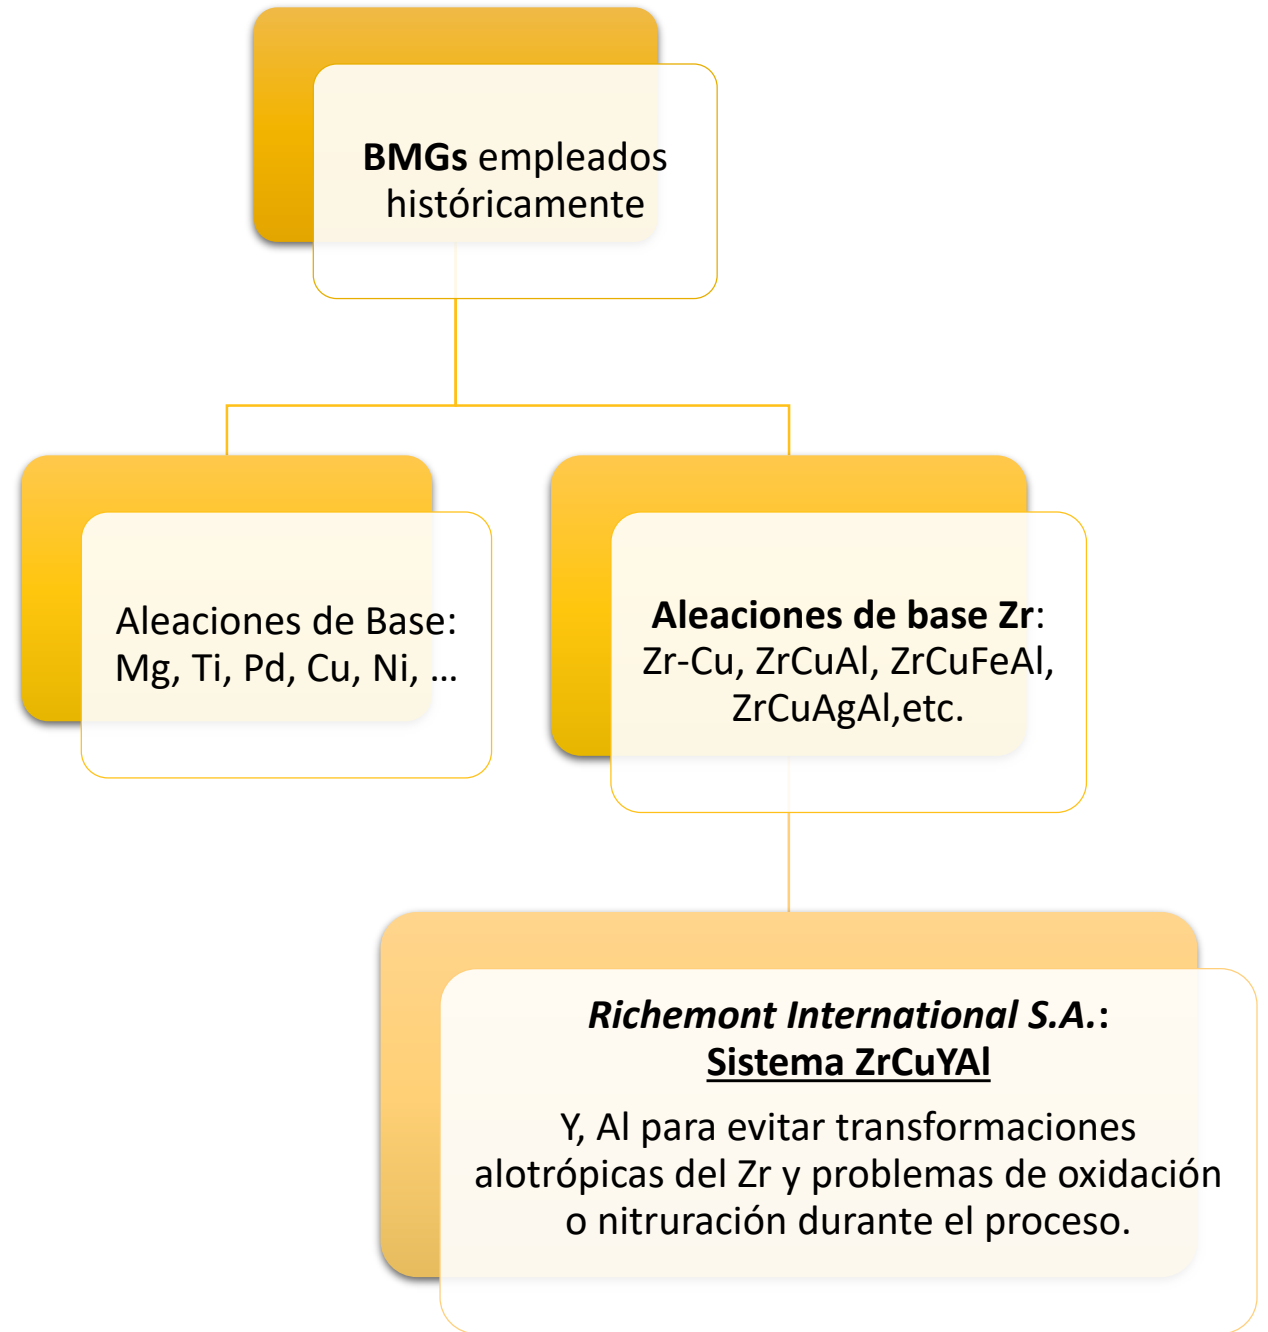 BMGs empleados
históricamente
Aleaciones de Base:
Mg, Ti, Pd, Cu, Ni, ...
Aleaciones de base Zr:
Zr-Cu, ZrCuAl, ZrCuFeAl,
ZrCuAgAl,etc.
Richemont International S.A.:
Sistema ZrCuYAl
Y, Al para evitar transformaciones
alotrópicas del Zr y problemas de oxidación
o nitruración durante el proceso.